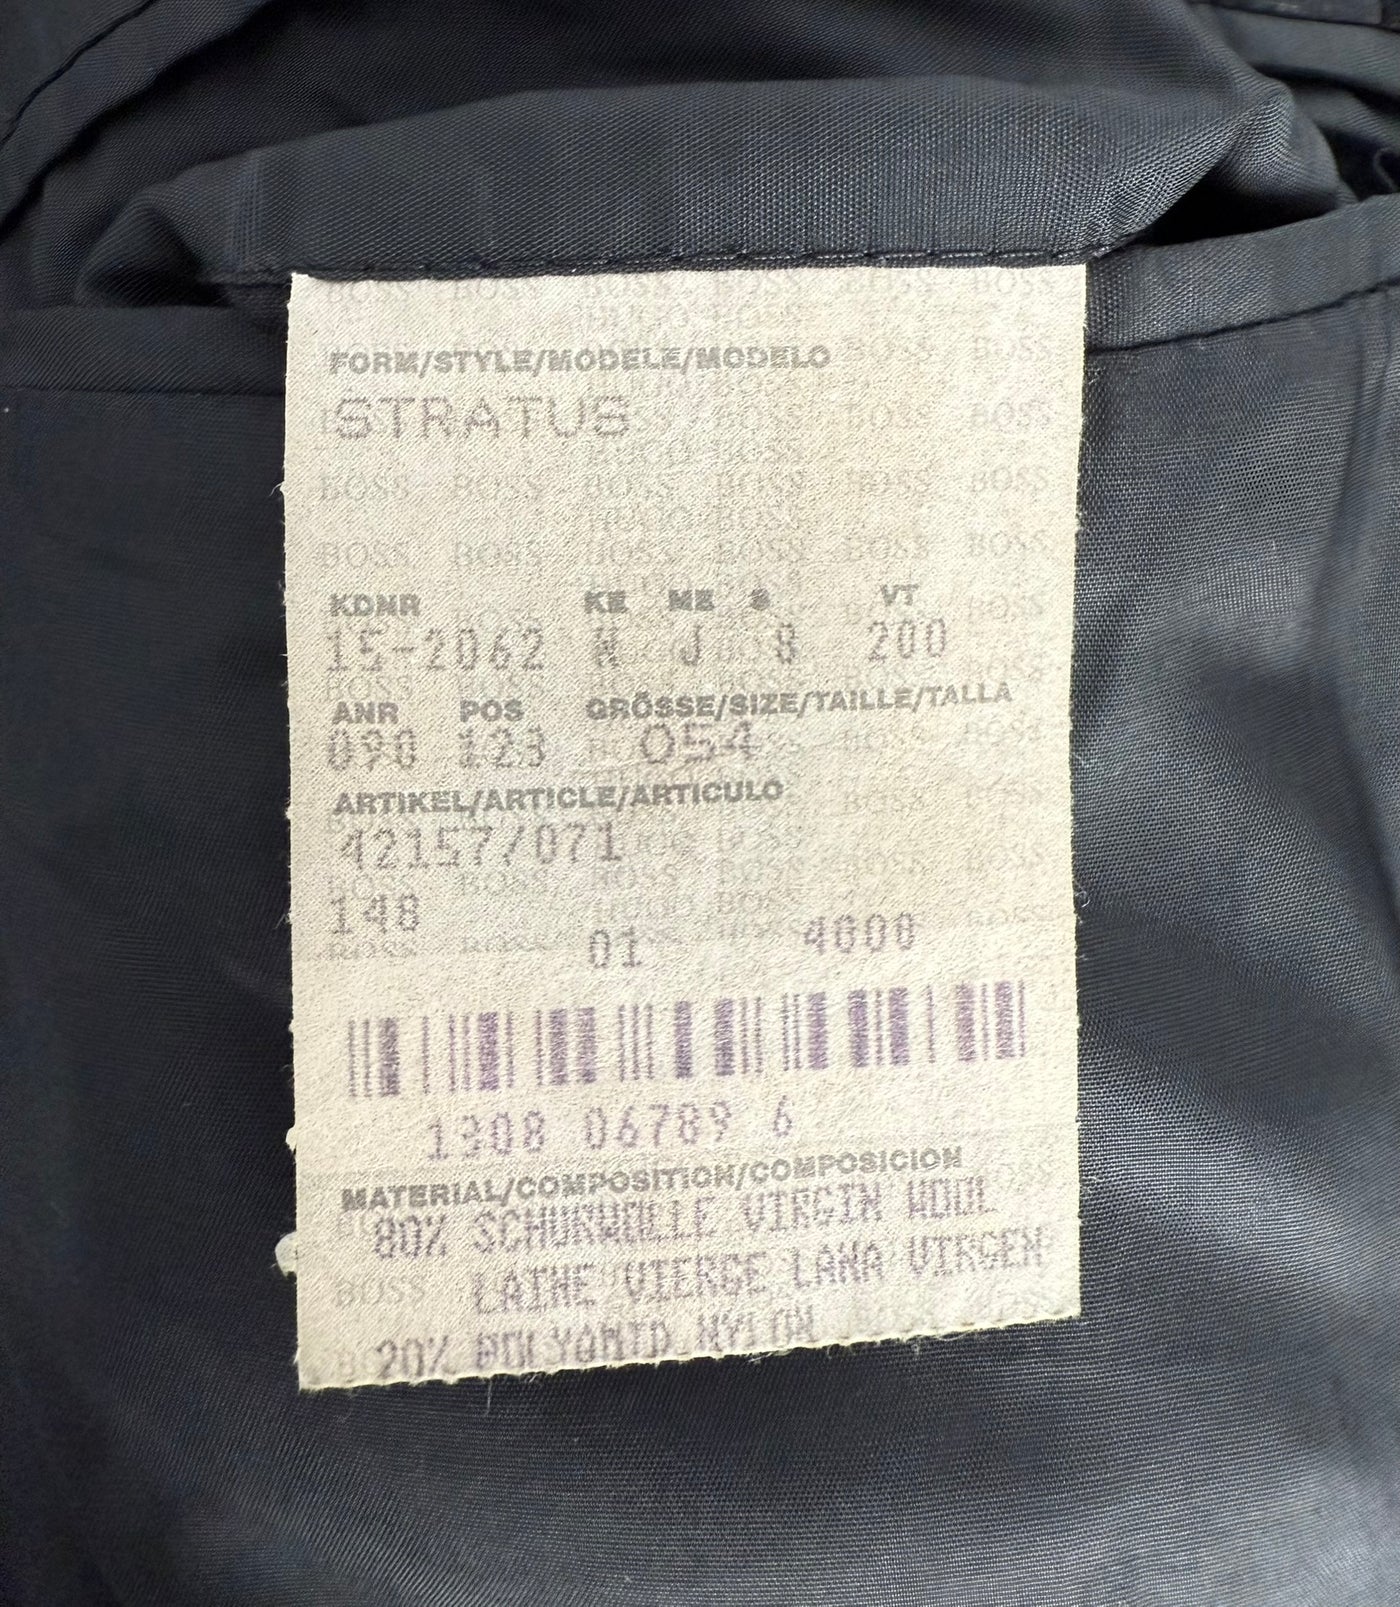 FORM/STYLE/MODELE/MODELO
STRATUS
KDNR KE ME S VT
15-2062 N J 8 200
ANR POS GRÖSSE/SIZE/TAILLE/TALLA
090 123 054
ARTIKEL/ARTICLE/ARTICULO
42157/071
148
01 4000
1308 06789 6
MATERIAL/COMPOSITION/COMPOSICION
80% SCHURWOLLE VIRGIN WOOL
LAINE VIERGE LANA VIRGEN
20% POLYAMID NYLON